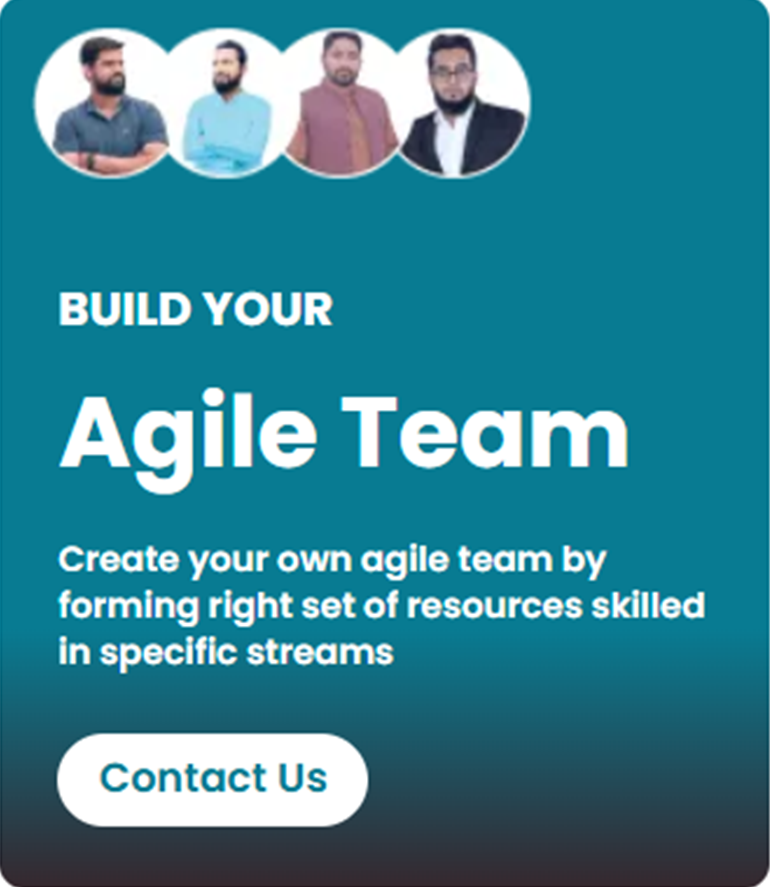 BUILD YOUR
Agile Team
Create your own agile team by
forming right set of resources skilled
in specific streams
Contact Us